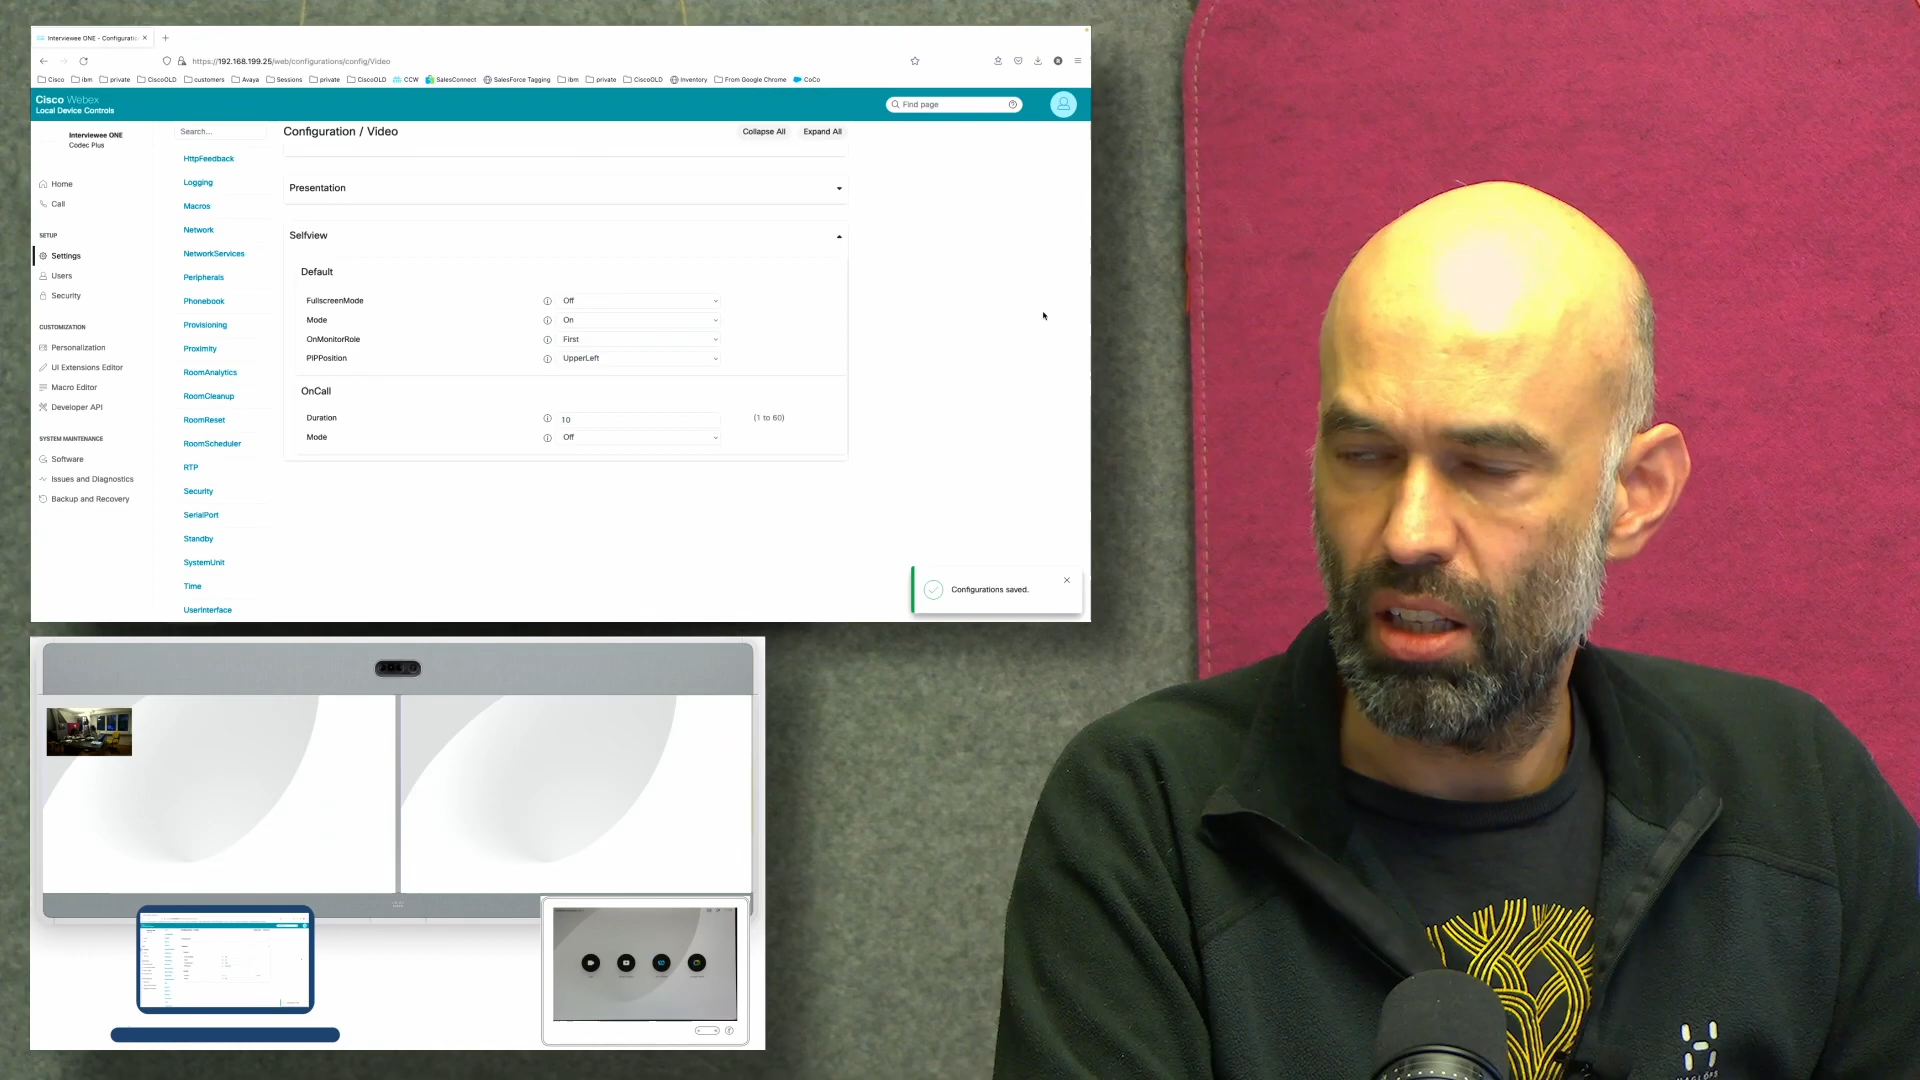 Interviewee ONE - Configuratio
https://192.168.199.25/web/configurations/config/Video
Cisco ibm private CiscoOLD customers Avaya Sessions private CiscoOLD CCW SalesConnect SalesForce Tagging ibm private CiscoOLD Inventory From Google Chrome CoCo
Cisco Webex
Local Device Controls
Find page
Interviewee ONE
Codec Plus
Home
Call
SETUP
Settings
Users
Security
CUSTOMIZATION
Personalization
UI Extensions Editor
Macro Editor
Developer API
SYSTEM MAINTENANCE
Software
Issues and Diagnostics
Backup and Recovery
Search...
HttpFeedback
Logging
Macros
Network
NetworkServices
Peripherals
Phonebook
Provisioning
Proximity
RoomAnalytics
RoomCleanup
RoomReset
RoomScheduler
RTP
Security
SerialPort
Standby
SystemUnit
Time
UserInterface
Configuration / Video
Collapse All
Expand All
Presentation
Selfview
Default
FullscreenMode Off
Mode On
OnMonitorRole First
PIPPosition UpperLeft
OnCall
Duration 10 (1 to 60)
Mode Off
Configurations saved.